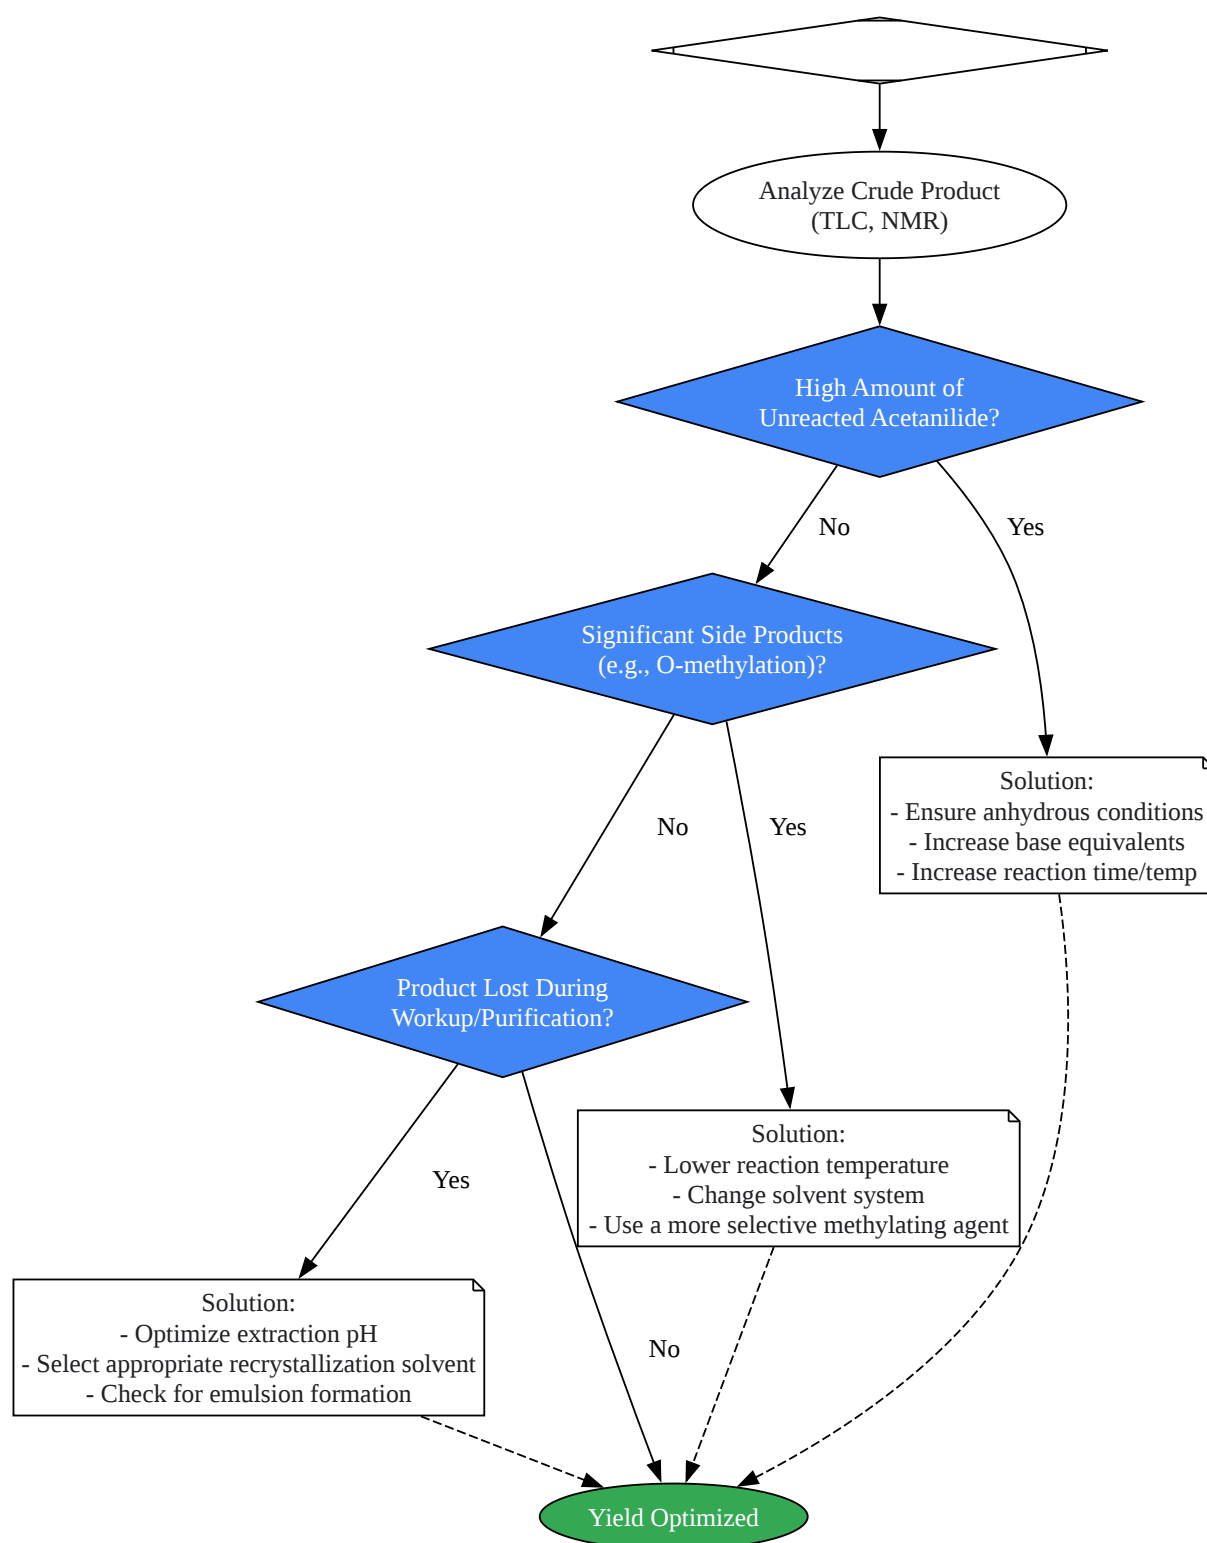 Analyze Crude Product
(TLC, NMR)
High Amount of
Unreacted Acetanilide?
No
Yes
Significant Side Products
(e.g., O-methylation)?
No
Yes
Solution:
- Ensure anhydrous conditions
- Increase base equivalents
- Increase reaction time/temp
Product Lost During
Workup/Purification?
Yes
No
Solution:
- Lower reaction temperature
- Change solvent system
- Use a more selective methylating agent
Solution:
- Optimize extraction pH
- Select appropriate recrystallization solvent
- Check for emulsion formation
Yield Optimized